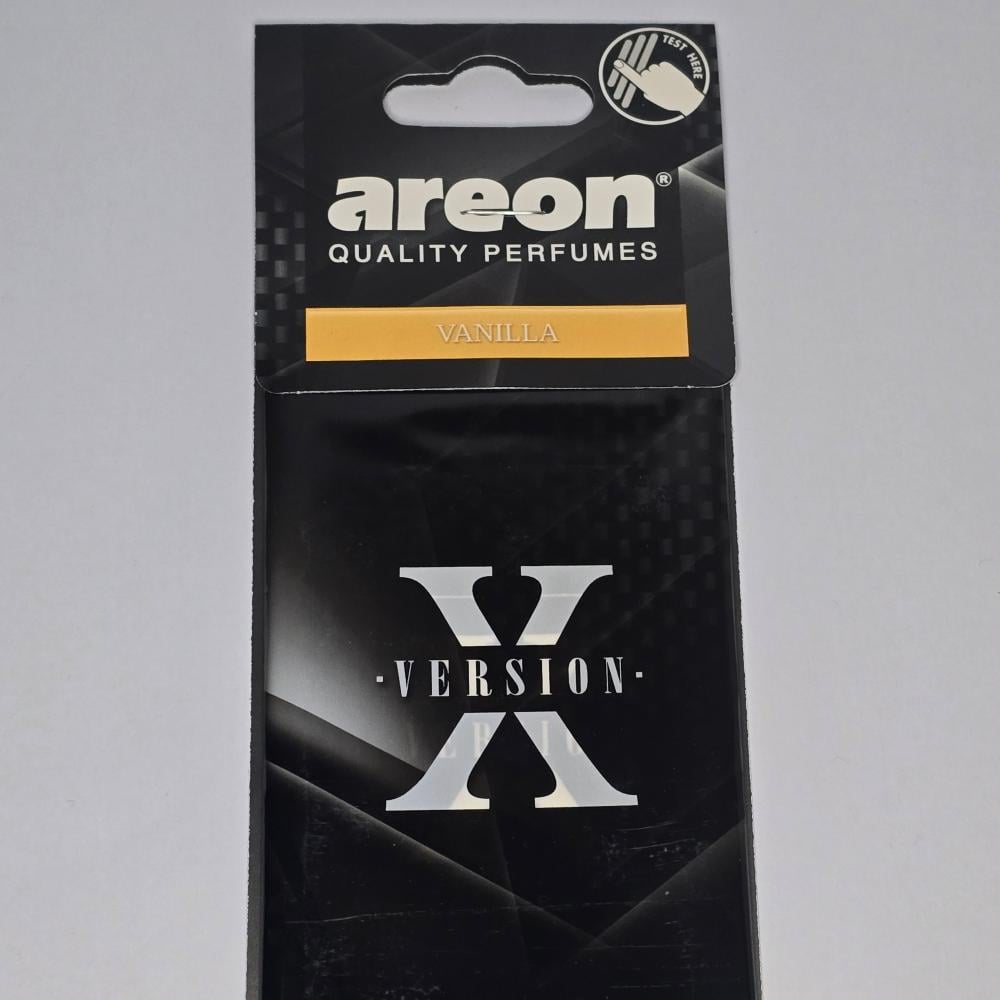 TEST HERE
areon®
QUALITY PERFUMES
VANILLA
X
·VERSION·